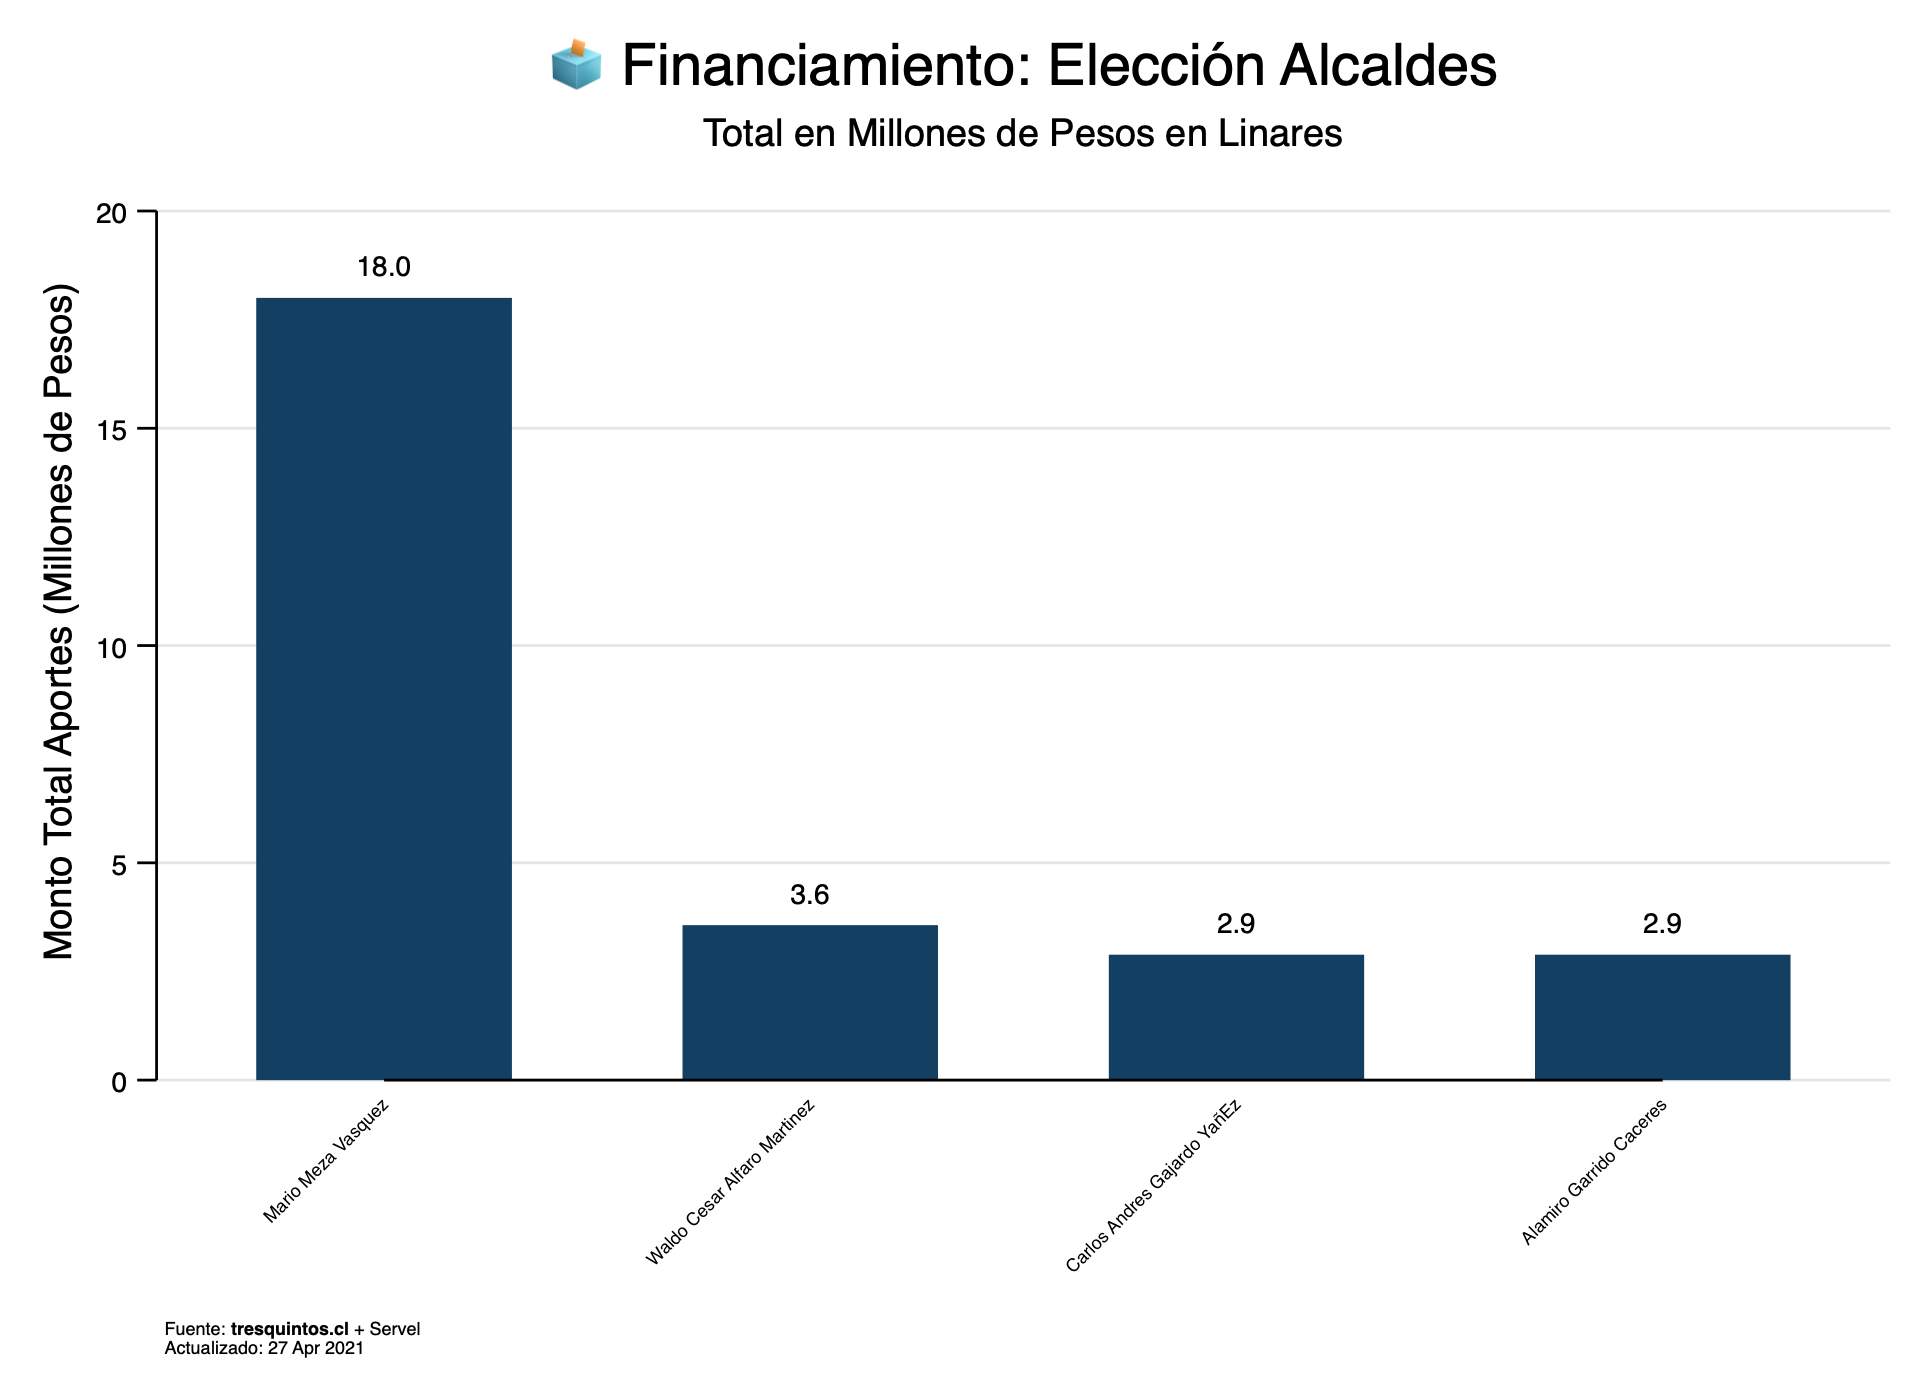 Financiamiento: Elección Alcaldes
Total en Millones de Pesos en Linares
Monto Total Aportes (Millones de Pesos)
20
15
10
5
0
18.0
3.6
2.9
2.9
Mario Meza Vasquez
Waldo Cesar Alfaro Martinez
Carlos Andres Gajardo YañEz
Alamiro Garrido Caceres
Fuente: tresquintos.cl + Servel
Actualizado: 27 Apr 2021